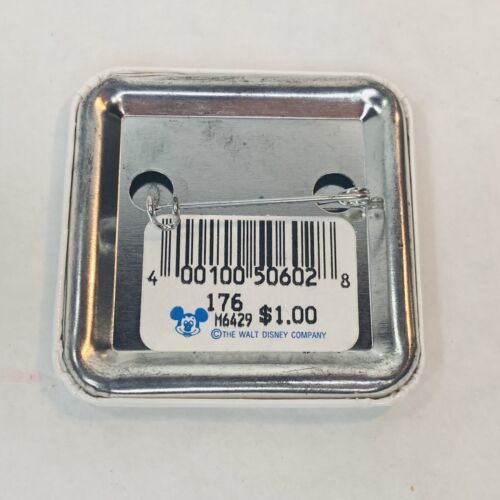 4 00100 50602 8
176
M6429 $1.00
©THE WALT DISNEY COMPANY